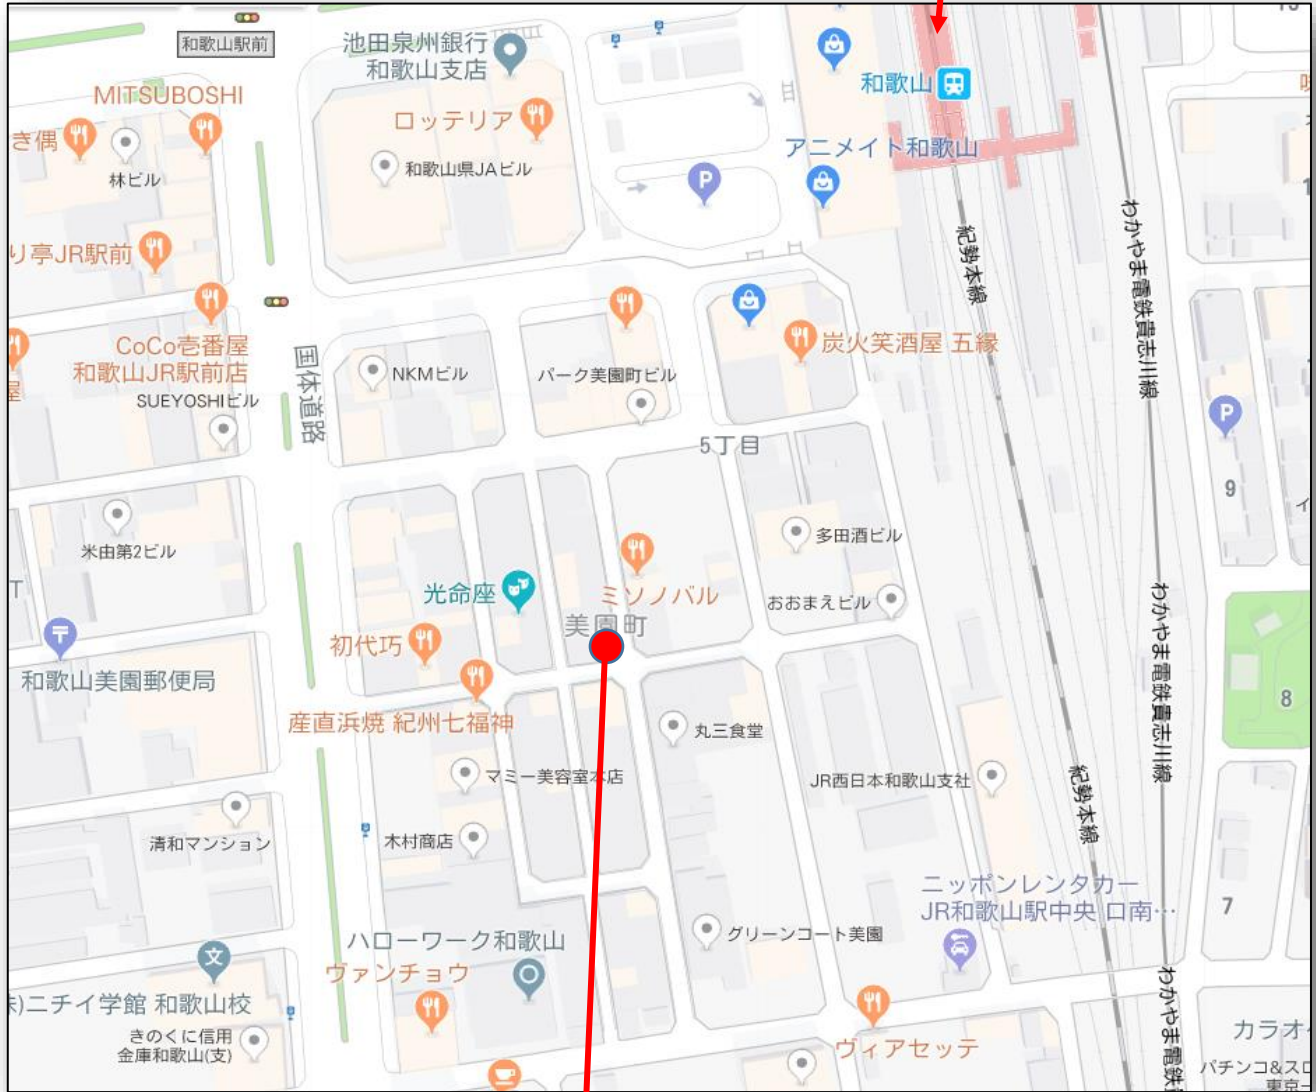 和歌山駅前
池田泉州銀行
和歌山支店
MITSUBOSHI
き偶
林ビル
ロッテリア
和歌山県JAビル
P
和歌山
アニメイト和歌山
り亭JR駅前
紀勢本線
わかやま電鉄貴志川線
CoCo壱番屋
和歌山JR駅前店
SUEYOSHIビル
国体道路
NKMビル
パーク美園町ビル
炭火笑酒屋 五縁
5丁目
P
9
イ
米由第2ビル
多田酒ビル
光命座
ミソノバル
おおまえビル
美園町
初代巧
和歌山美園郵便局
産直浜焼 紀州七福神
わかやま電鉄貴志川線
8
丸三食堂
マミー美容室本店
JR西日本和歌山支社
紀勢本線
清和マンション
木村商店
ニッポンレンタカー
JR和歌山駅中央 口南…
7
グリーンコート美園
ハローワーク和歌山
ヴァンチョウ
文
)ニチイ学館 和歌山校
きのくに信用
金庫和歌山(支)
ヴィアセッテ
わかやま電鉄
カラオ
パチンコ&スロ
東京